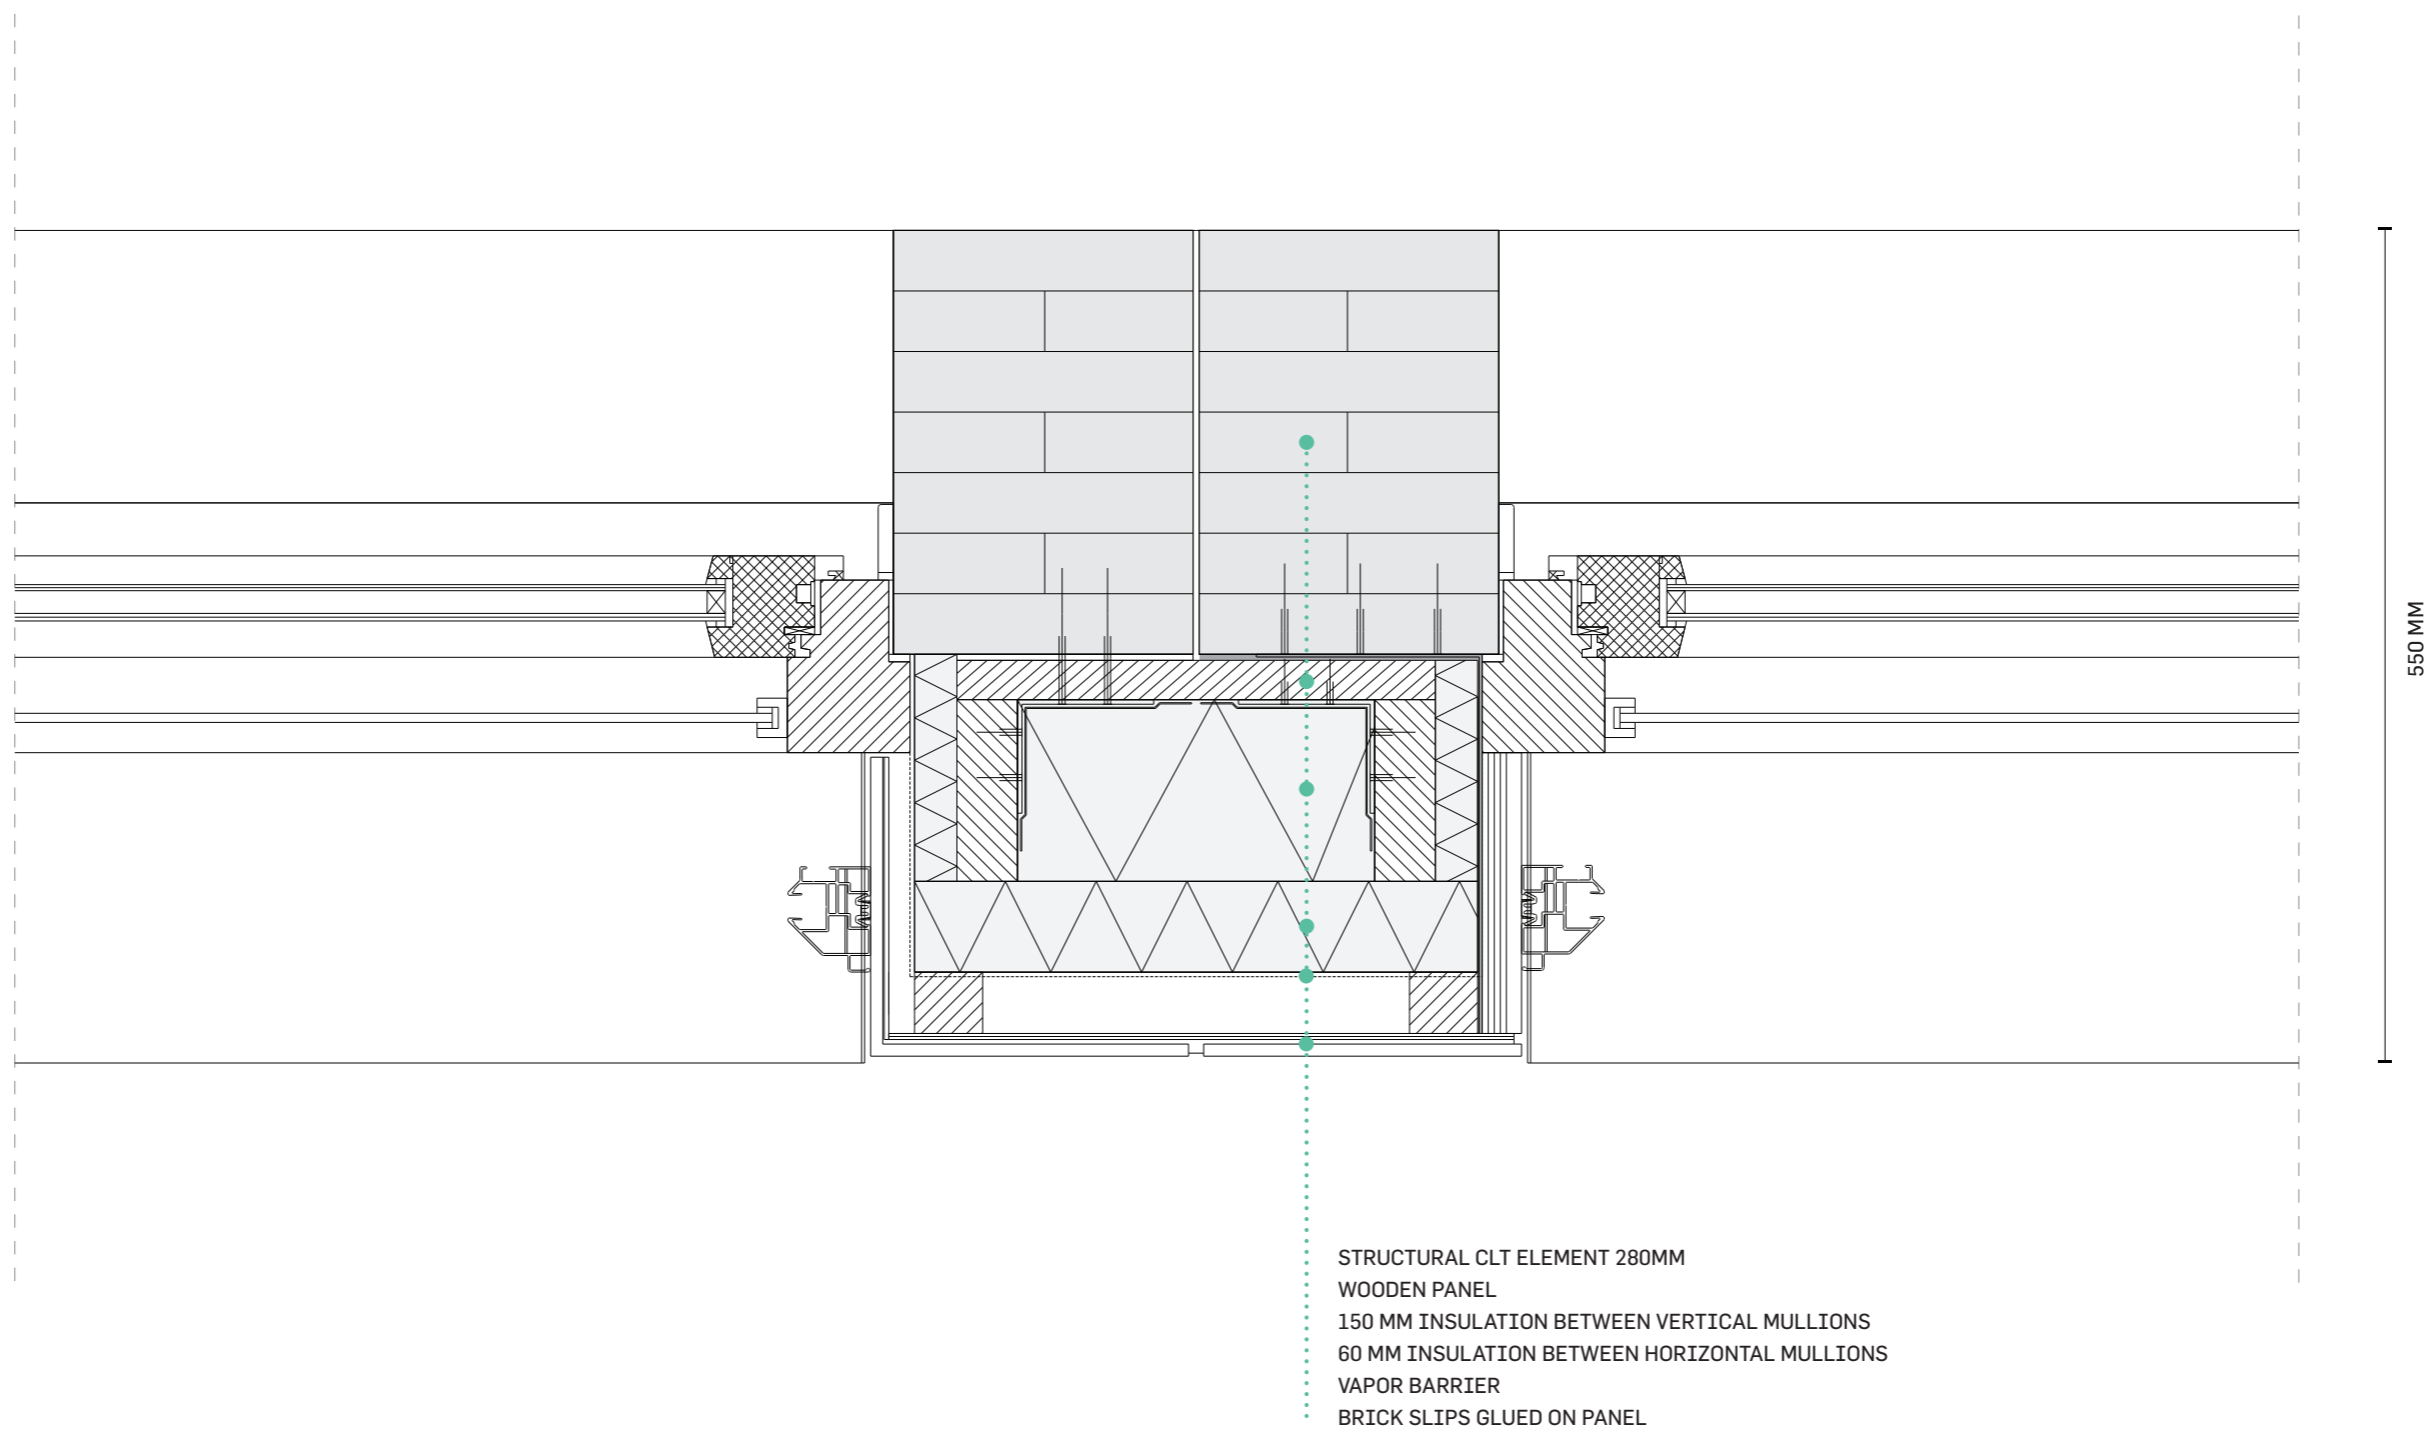 550 MM
STRUCTURAL CLT ELEMENT 280MM
WOODEN PANEL
150 MM INSULATION BETWEEN VERTICAL MULLIONS
60 MM INSULATION BETWEEN HORIZONTAL MULLIONS
VAPOR BARRIER
BRICK SLIPS GLUED ON PANEL